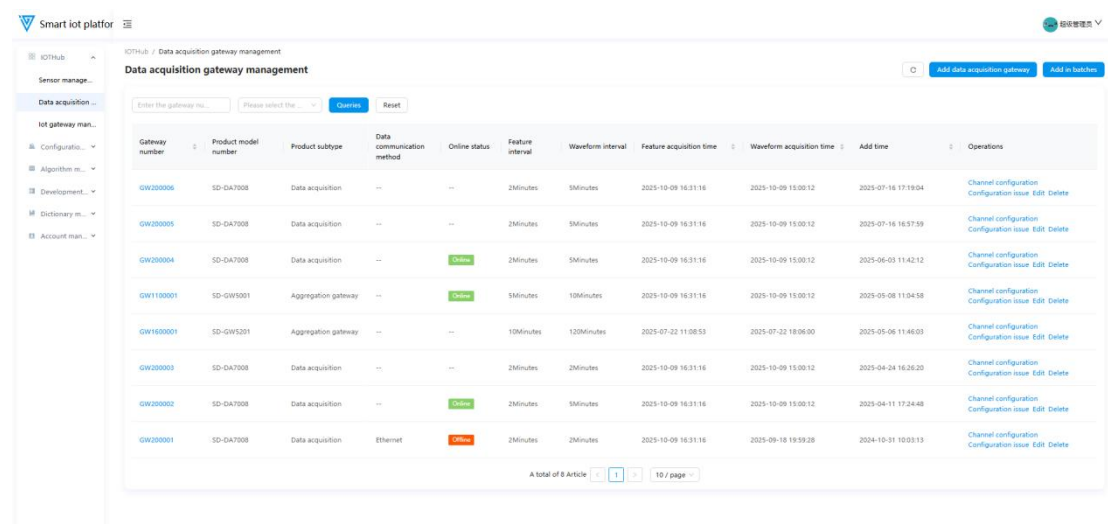 Smart iot platfor
超级管理员
IOTHub
Sensor manage...
Data acquisition ...
Iot gateway man...
Configuratio...
Algorithm m...
Development...
Dictionary m...
Account man...
IOTHub / Data acquisition gateway management
Data acquisition gateway management
Add data acquisition gateway Add in batches
Enter the gateway nu... Please select the ... Queries Reset
Gateway number Product model number Product subtype Data communication method Online status Feature interval Waveform interval Feature acquisition time Waveform acquisition time Add time Operations
GW200006 SD-DA7008 Data acquisition -- -- 2Minutes 5Minutes 2025-10-09 16:31:16 2025-10-09 15:00:12 2025-07-16 17:19:04 Channel configuration
Configuration issue Edit Delete
GW200005 SD-DA7008 Data acquisition -- -- 2Minutes 5Minutes 2025-10-09 16:31:16 2025-10-09 15:00:12 2025-07-16 16:57:59 Channel configuration
Configuration issue Edit Delete
GW200004 SD-DA7008 Data acquisition -- Online 2Minutes 5Minutes 2025-10-09 16:31:16 2025-10-09 15:00:12 2025-06-03 11:42:12 Channel configuration
Configuration issue Edit Delete
GW1100001 SD-GW5001 Aggregation gateway -- Online 5Minutes 10Minutes 2025-10-09 16:31:16 2025-10-09 15:00:12 2025-05-08 11:04:58 Channel configuration
Configuration issue Edit Delete
GW1600001 SD-GW5201 Aggregation gateway -- -- 10Minutes 120Minutes 2025-07-22 11:08:53 2025-07-22 18:06:00 2025-05-06 11:46:03 Channel configuration
Configuration issue Edit Delete
GW200003 SD-DA7008 Data acquisition -- -- 2Minutes 2Minutes 2025-10-09 16:31:16 2025-10-09 15:00:12 2025-04-24 16:26:20 Channel configuration
Configuration issue Edit Delete
GW200002 SD-DA7008 Data acquisition -- Online 2Minutes 5Minutes 2025-10-09 16:31:16 2025-10-09 15:00:12 2025-04-11 17:24:48 Channel configuration
Configuration issue Edit Delete
GW200001 SD-DA7008 Data acquisition Ethernet Offline 2Minutes 2Minutes 2025-10-09 16:31:16 2025-09-18 19:59:28 2024-10-31 10:03:13 Channel configuration
Configuration issue Edit Delete
A total of 8 Article < 1 > 10 / page